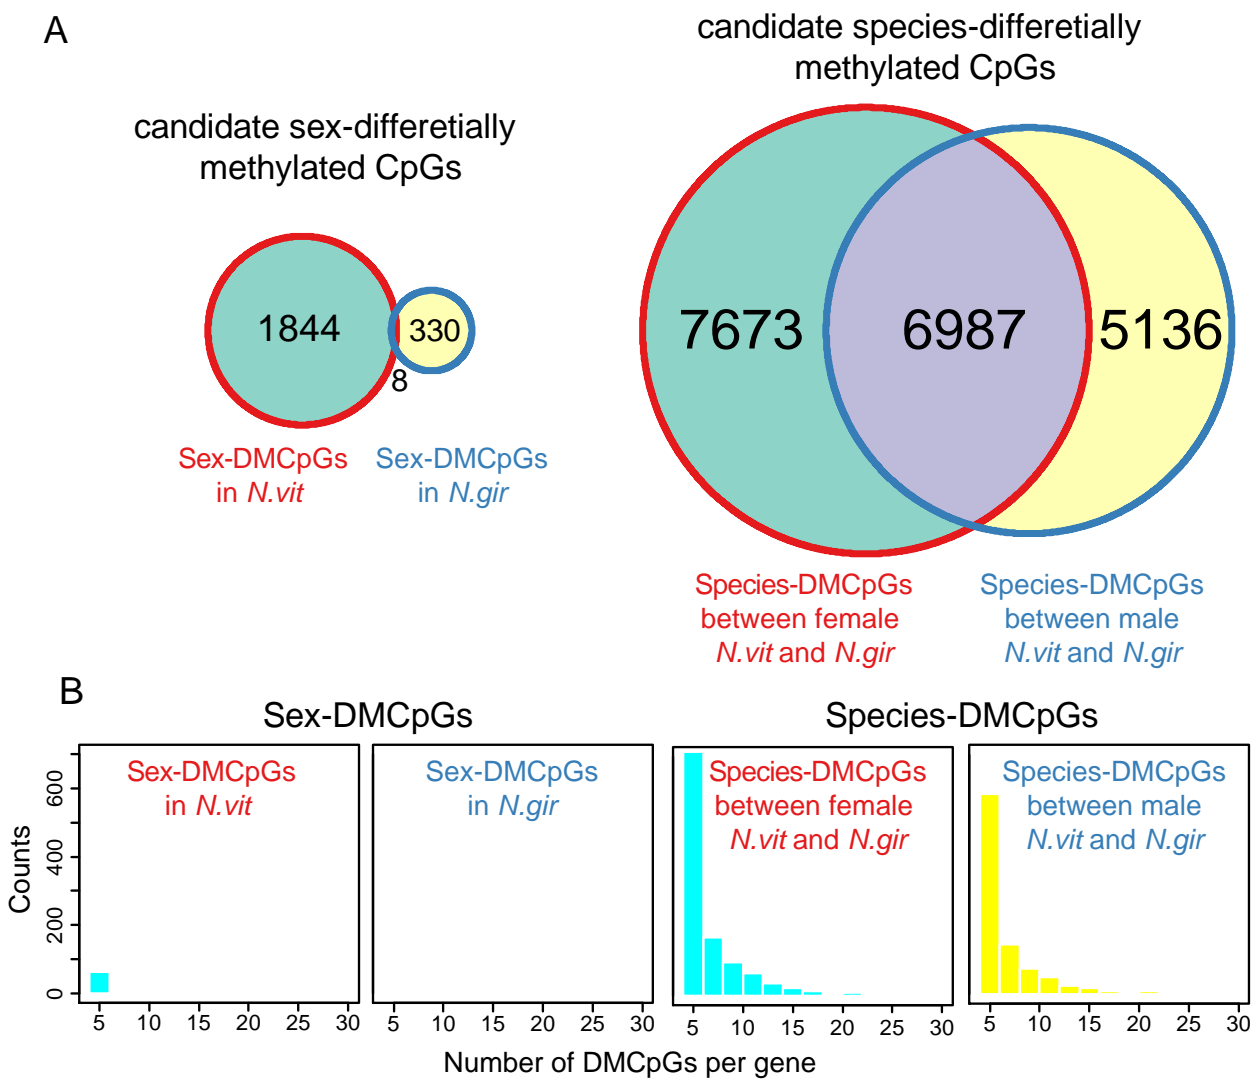 A
candidate sex-differetially
methylated CpGs
1844
330
8
Sex-DMCpGs
in N.vit
Sex-DMCpGs
in N.gir
candidate species-differetially
methylated CpGs
7673
6987
5136
Species-DMCpGs
between female
N.vit and N.gir
Species-DMCpGs
between male
N.vit and N.gir
B
Sex-DMCpGs
Species-DMCpGs
Sex-DMCpGs
in N.vit
Sex-DMCpGs
in N.gir
Species-DMCpGs
between female
N.vit and N.gir
Species-DMCpGs
between male
N.vit and N.gir
Counts
600
400
200
0
5 10 15 20 25 30
5 10 15 20 25 30
5 10 15 20 25 30
5 10 15 20 25 30
Number of DMCpGs per gene